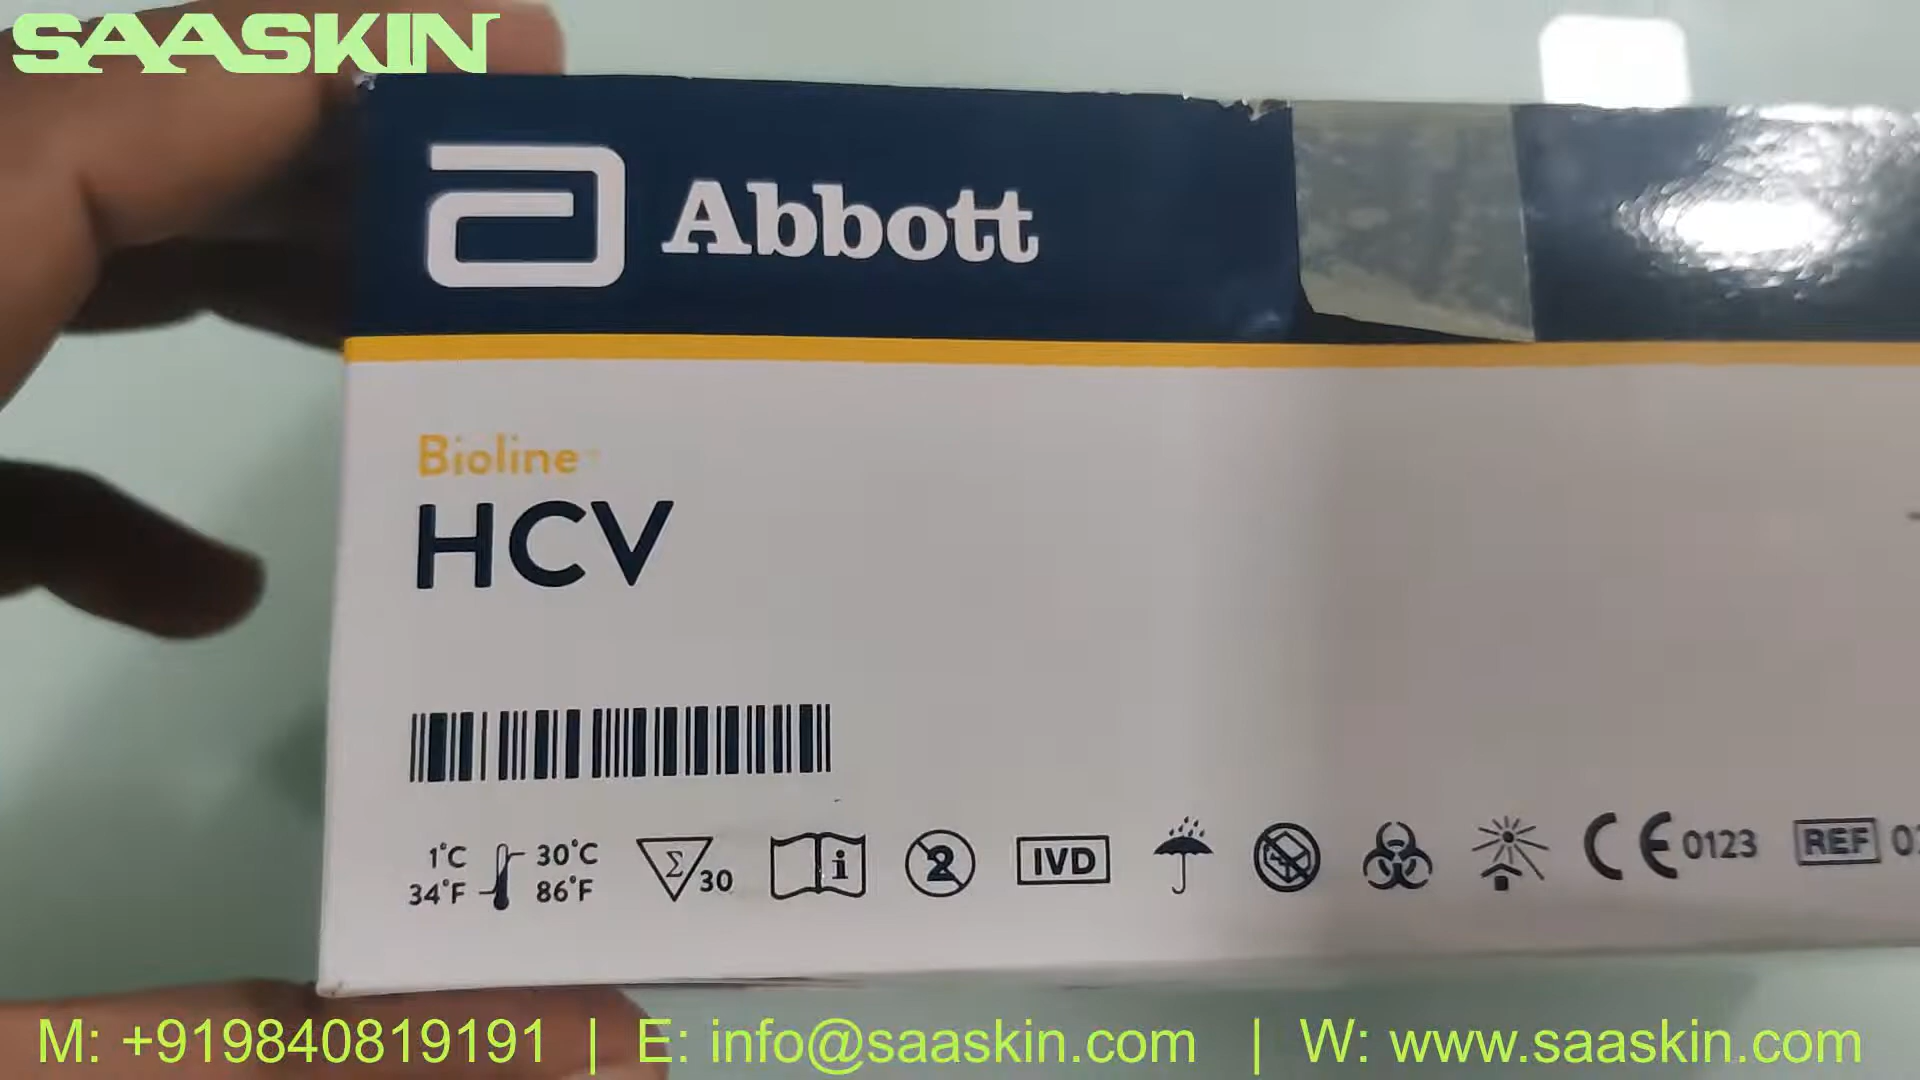 SAASKIN
Abbott
Bioline
HCV
1°C 30°C
34°F 86°F
Σ 30
i
2
IVD
CE 0123
REF
M: +919840819191 | E: info@saaskin.com | W: www.saaskin.com